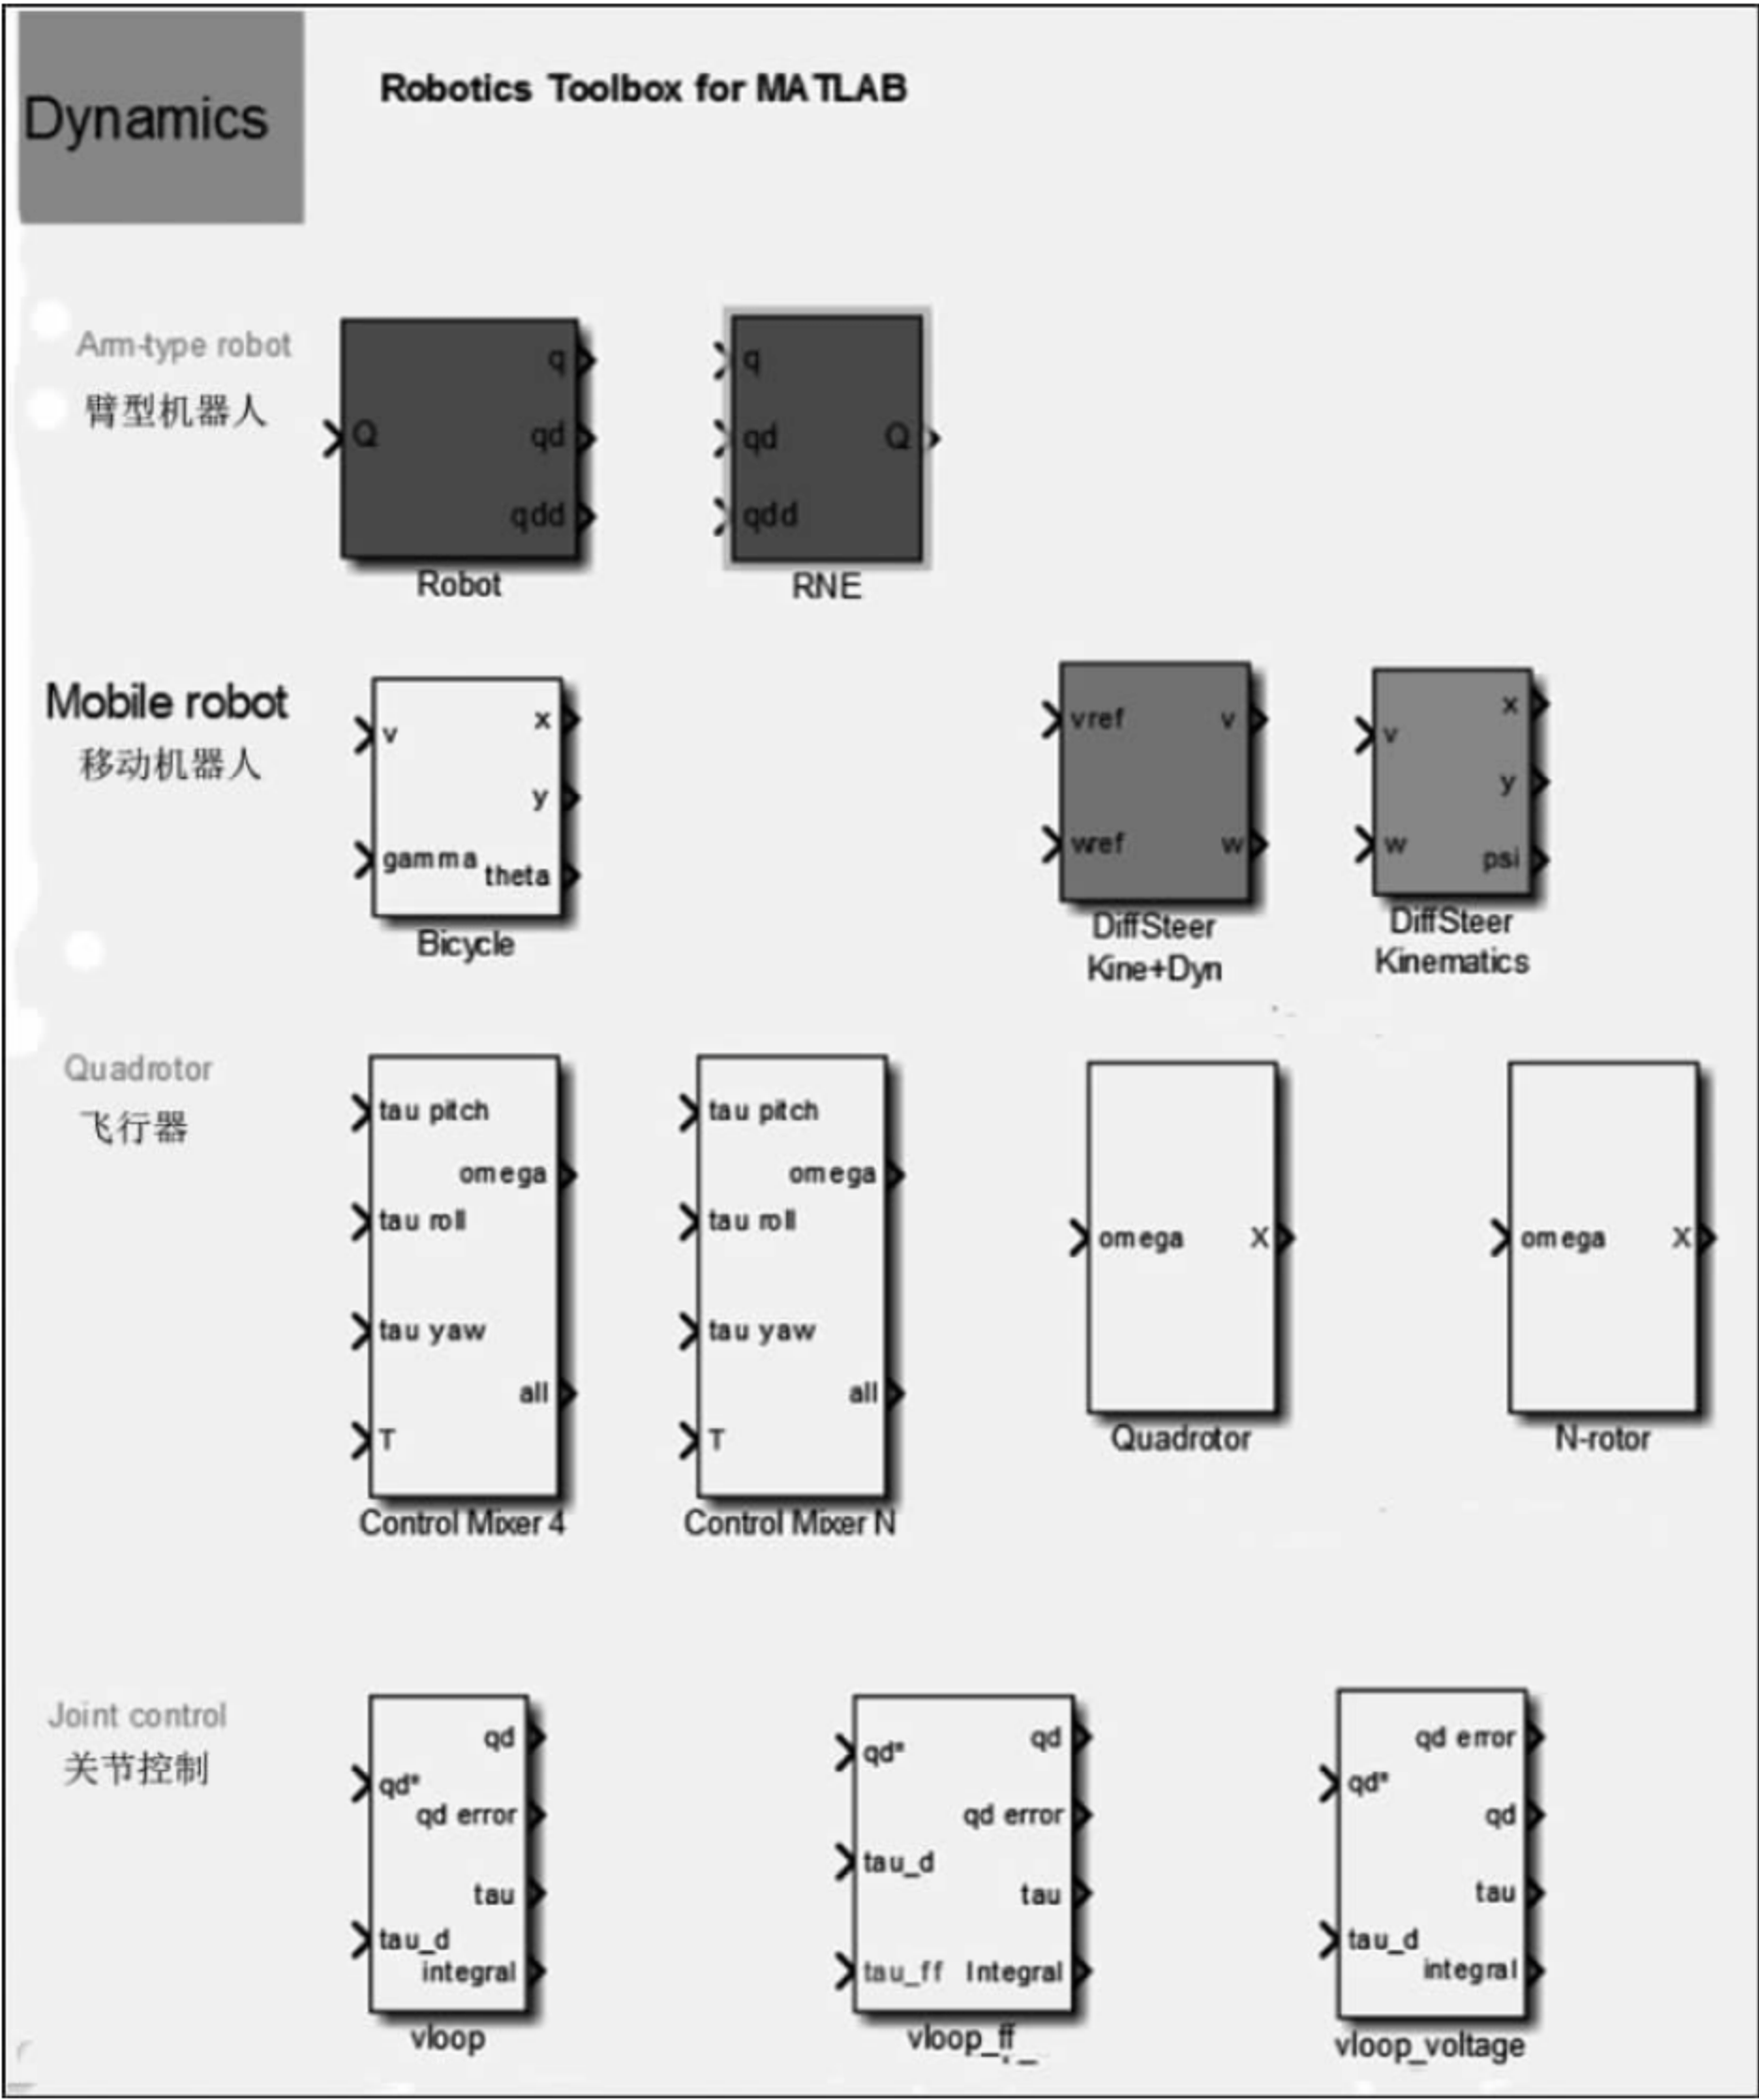 Dynamics
Robotics Toolbox for MATLAB
Arm-type robot
臂型机器人
Q
q
qd
qdd
Robot
q
qd
qdd
Q
RNE
Mobile robot
移动机器人
v
gamma
x
y
theta
Bicycle
vref
wref
v
w
DiffSteer
Kine+Dyn
v
w
x
y
psi
DiffSteer
Kinematics
Quadrotor
飞行器
tau pitch
tau roll
tau yaw
T
omega
all
Control Mixer 4
tau pitch
tau roll
tau yaw
T
omega
all
Control Mixer N
omega
X
Quadrotor
omega
X
N-rotor
Joint control
关节控制
qd*
tau_d
qd
qd error
tau
integral
vloop
qd*
tau_d
tau_ff
qd
qd error
tau
Integral
vloop_ff
qd*
tau_d
qd error
qd
tau
integral
vloop_voltage